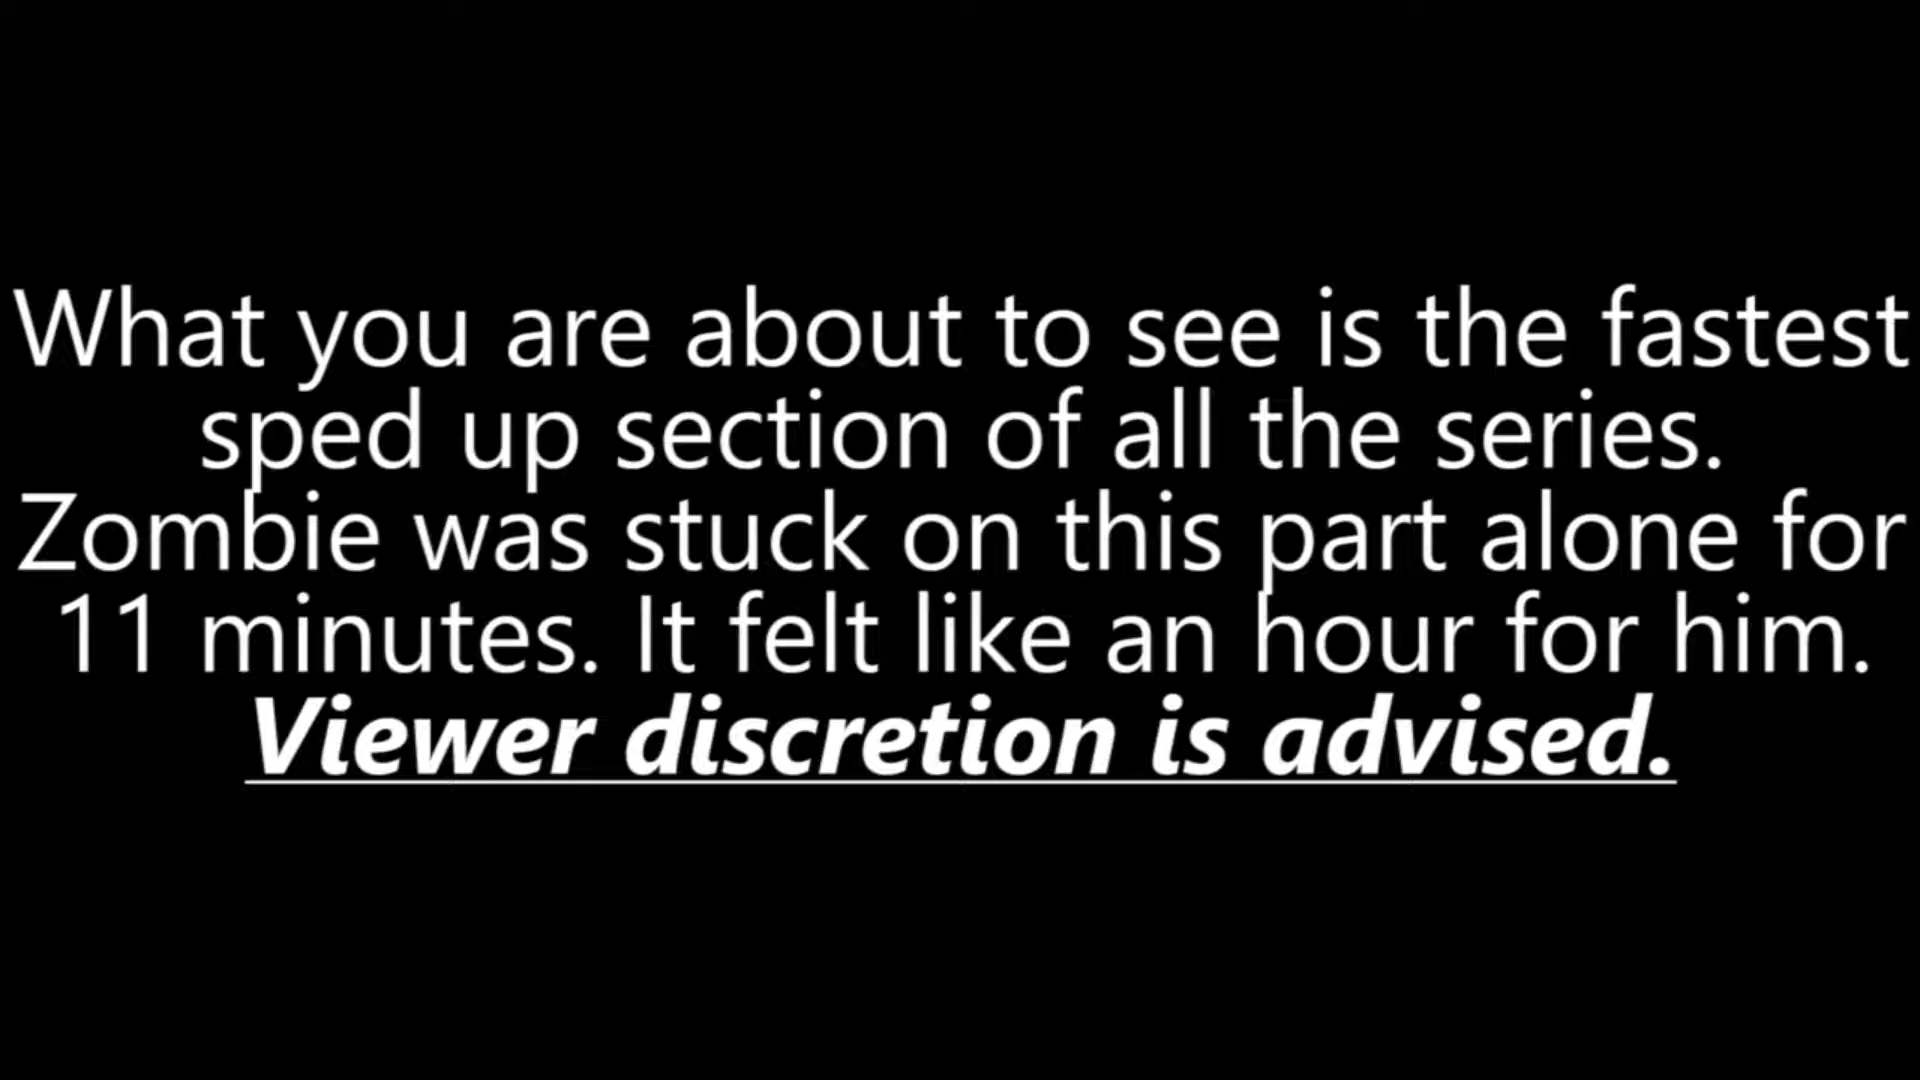 What you are about to see is the fastest
sped up section of all the series.
Zombie was stuck on this part alone for
11 minutes. It felt like an hour for him.
Viewer discretion is advised.